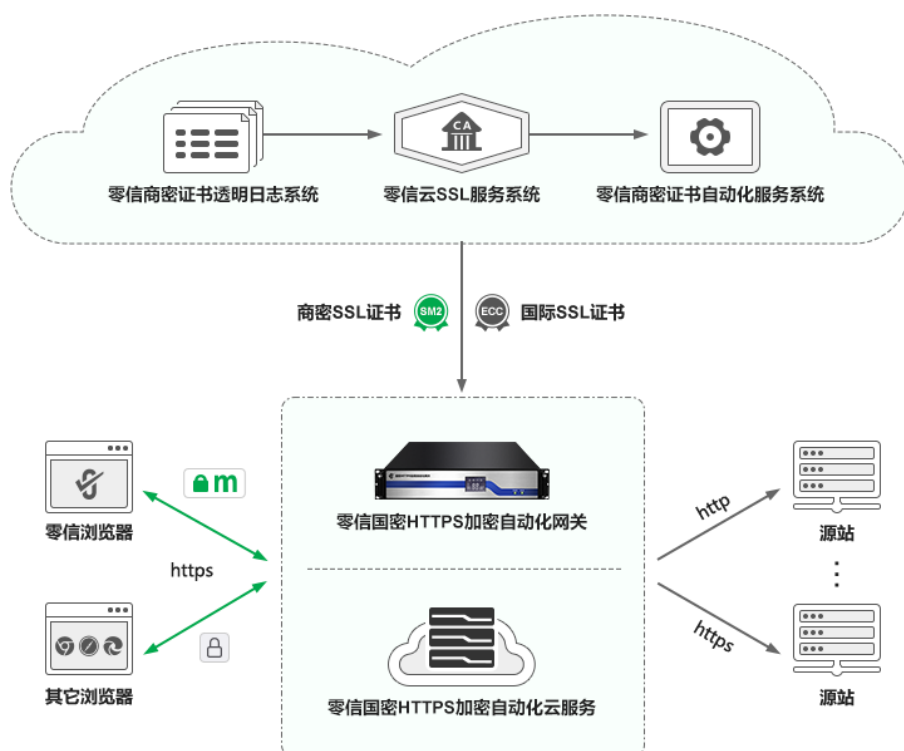 CA
零信商密证书透明日志系统
零信云SSL服务系统
零信商密证书自动化服务系统
商密SSL证书
SM2
ECC
国际SSL证书
零信浏览器
m
https
其它浏览器
零信国密HTTPS加密自动化网关
零信国密HTTPS加密自动化云服务
http
源站
https
源站